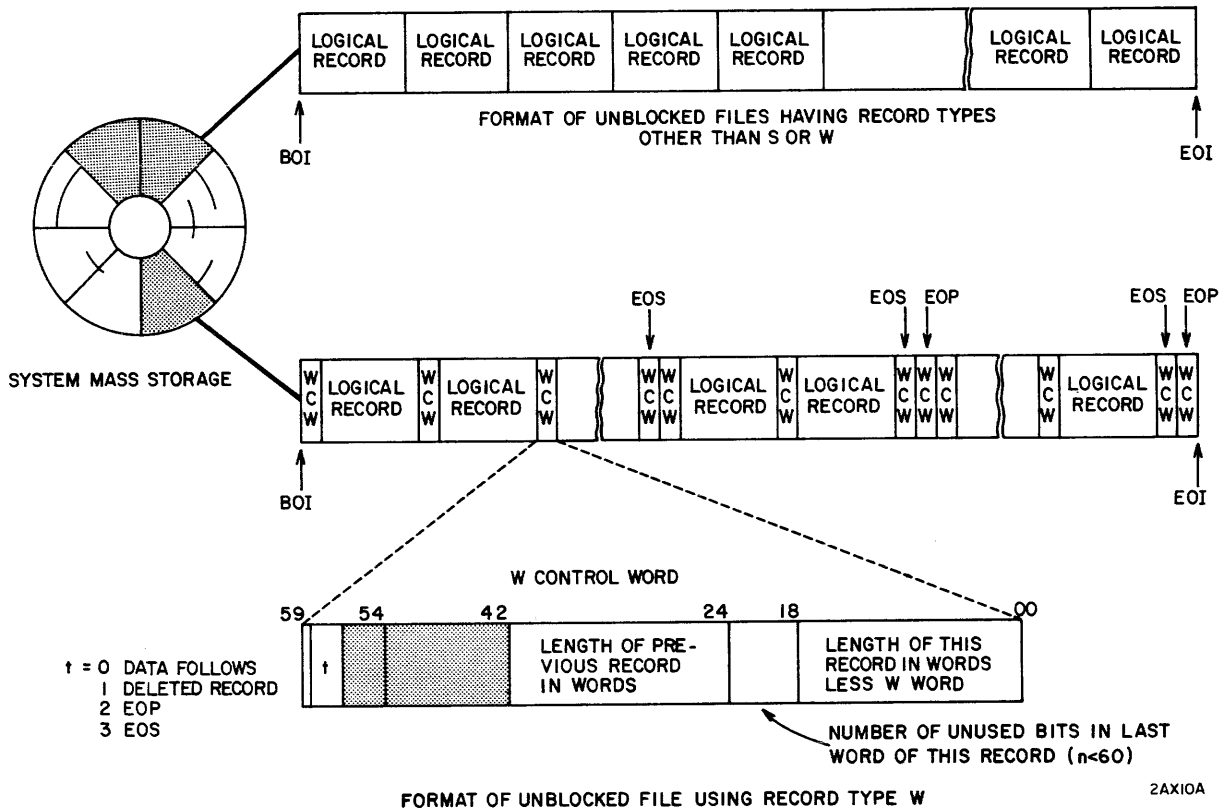 LOGICAL RECORD
LOGICAL RECORD
LOGICAL RECORD
LOGICAL RECORD
LOGICAL RECORD
LOGICAL RECORD
LOGICAL RECORD
FORMAT OF UNBLOCKED FILES HAVING RECORD TYPES
OTHER THAN S OR W
BOI
EOI
SYSTEM MASS STORAGE
EOS
EOS
EOP
EOS
EOP
WCW
LOGICAL RECORD
WCW
LOGICAL RECORD
WCW
WCW
WCW
LOGICAL RECORD
WCW
LOGICAL RECORD
WCW
WCW
WCW
WCW
LOGICAL RECORD
WCW
WCW
BOI
EOI
W CONTROL WORD
59
54
42
24
18
00
t
LENGTH OF PRE-
VIOUS RECORD
IN WORDS
LENGTH OF THIS
RECORD IN WORDS
LESS W WORD
t = 0 DATA FOLLOWS
1 DELETED RECORD
2 EOP
3 EOS
NUMBER OF UNUSED BITS IN LAST
WORD OF THIS RECORD (n<60)
FORMAT OF UNBLOCKED FILE USING RECORD TYPE W
2AX10A